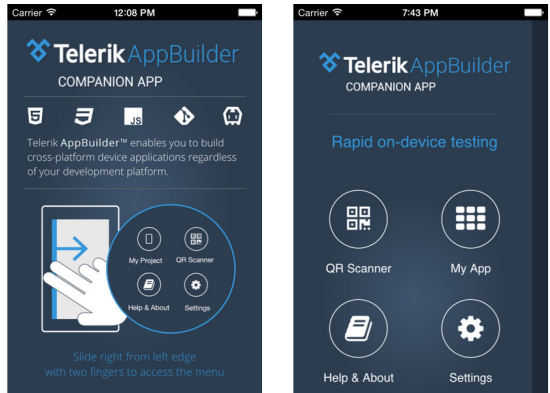 Carrier 12:08 PM
Telerik AppBuilder
COMPANION APP
JS
Telerik AppBuilder™ enables you to build
cross-platform device applications regardless
of your development platform.
My Project QR Scanner
Help & About Settings
Slide right from left edge
with two fingers to access the menu
Carrier 7:43 PM
Telerik AppBuilder
COMPANION APP
Rapid on-device testing
QR Scanner My App
Help & About Settings